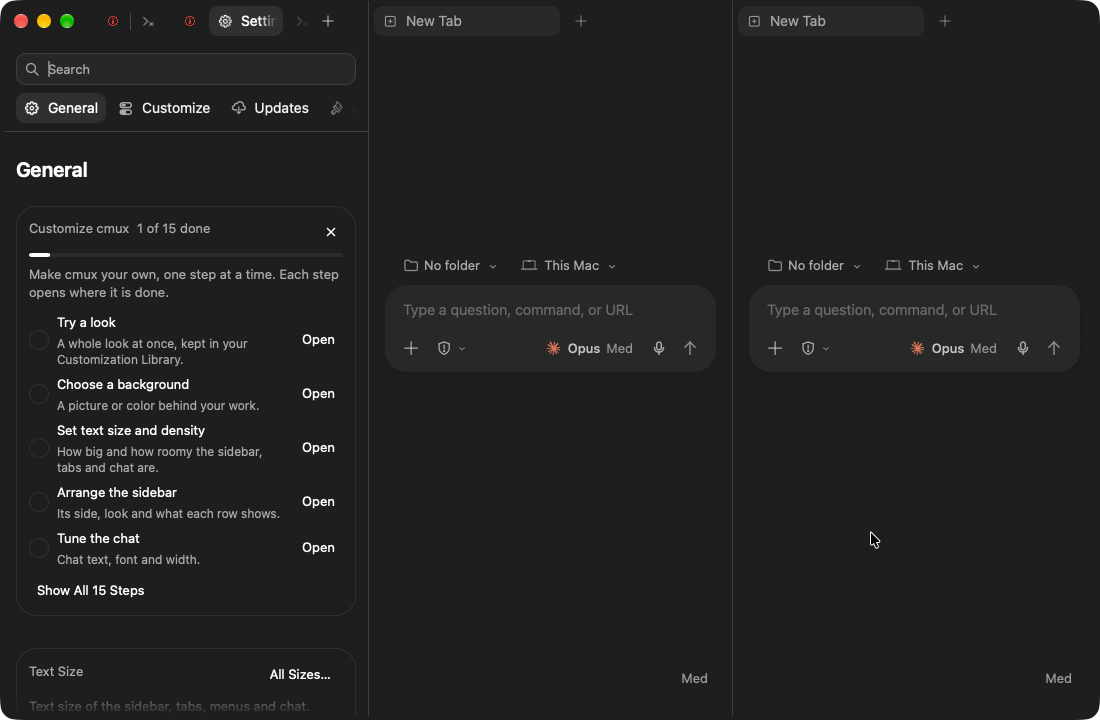 Settin
New Tab
New Tab
Search
General
Customize
Updates
General
Customize cmux 1 of 15 done
Make cmux your own, one step at a time. Each step
opens where it is done.
Try a look
A whole look at once, kept in your
Customization Library.
Open
Choose a background
A picture or color behind your work.
Open
Set text size and density
How big and how roomy the sidebar,
tabs and chat are.
Open
Arrange the sidebar
Its side, look and what each row shows.
Open
Tune the chat
Chat text, font and width.
Open
Show All 15 Steps
Text Size
All Sizes...
Text size of the sidebar, tabs, menus and chat.
No folder
This Mac
Type a question, command, or URL
Opus Med
Med
No folder
This Mac
Type a question, command, or URL
Opus Med
Med